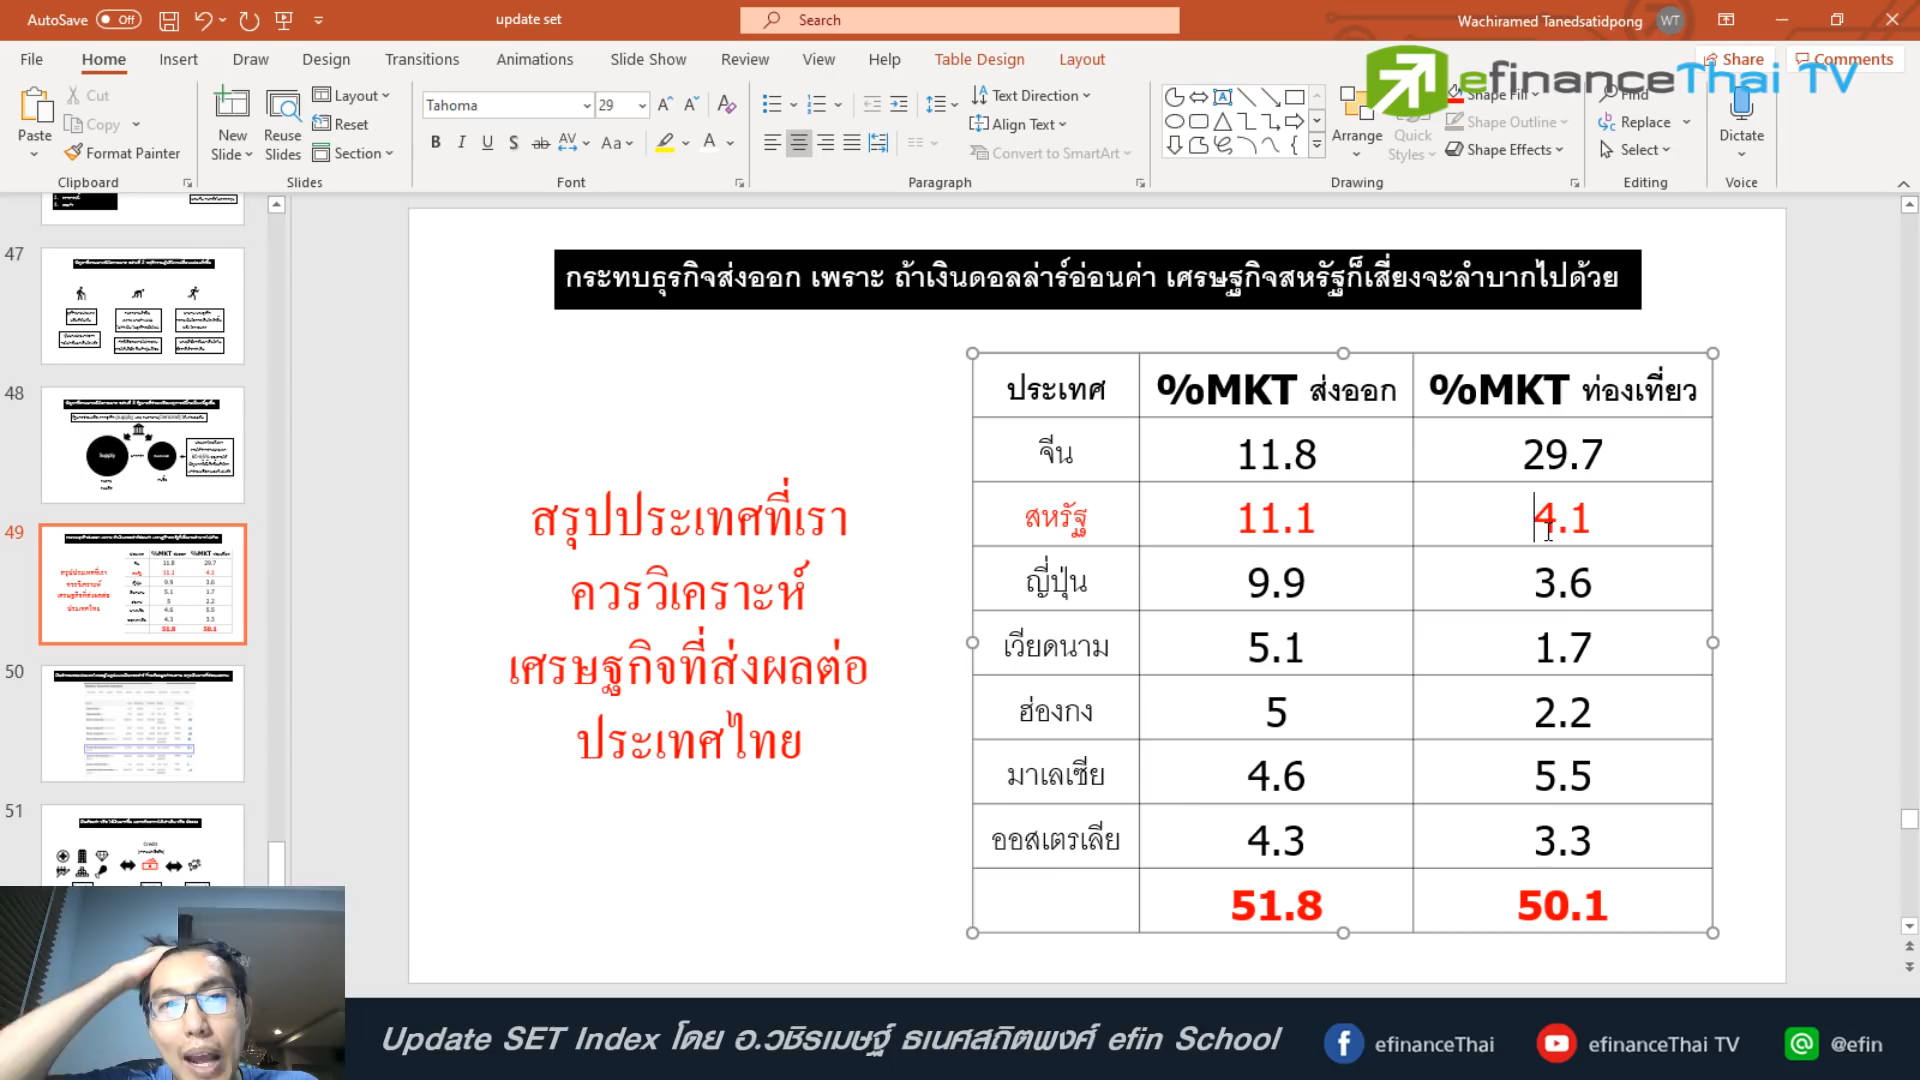 AutoSave Off
update set
Search
Wachiramed Tanedsatidpong WT
File Home Insert Draw Design Transitions Animations Slide Show Review View Help Table Design Layout
Share Comments
efinanceThai TV
Paste
Cut
Copy
Format Painter
Clipboard
New Slide
Reuse Slides
Layout
Reset
Section
Slides
Tahoma 29
Font
Text Direction
Align Text
Convert to SmartArt
Paragraph
Arrange
Quick Styles
Shape Fill
Shape Outline
Shape Effects
Drawing
Find
Replace
Select
Editing
Dictate
Voice
47
48
49
50
51
กระทบธุรกิจส่งออก เพราะ ถ้าเงินดอลล่าร์อ่อนค่า เศรษฐกิจสหรัฐก็เสี่ยงจะลำบากไปด้วย
สรุปประเทศที่เรา
ควรวิเคราะห์
เศรษฐกิจที่ส่งผลต่อ
ประเทศไทย
ประเทศ %MKT ส่งออก %MKT ท่องเที่ยว
จีน 11.8 29.7
สหรัฐ 11.1 4.1
ญี่ปุ่น 9.9 3.6
เวียดนาม 5.1 1.7
ฮ่องกง 5 2.2
มาเลเซีย 4.6 5.5
ออสเตรเลีย 4.3 3.3
51.8 50.1
Update SET Index โดย อ.วชิรเมษฐ์ ธเนศสถิตพงศ์ efin School
efinanceThai
efinanceThai TV
@efin